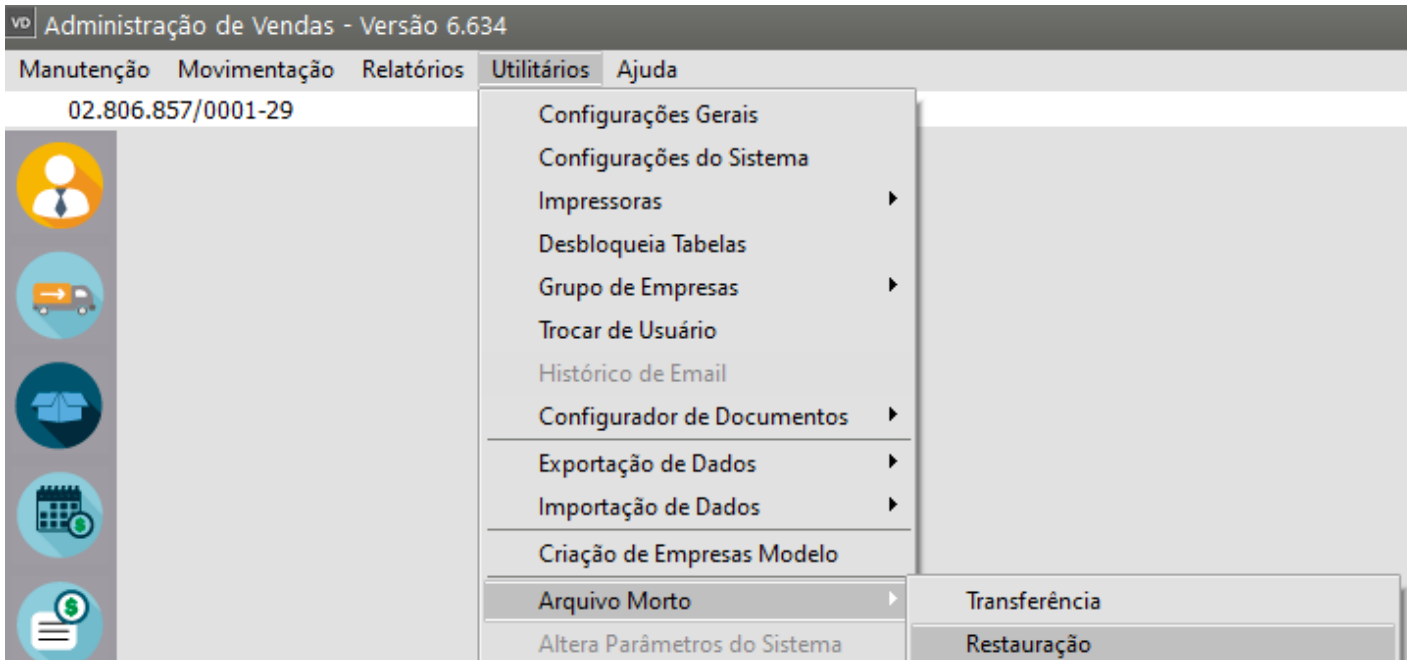 VD Administração de Vendas - Versão 6.634
Manutenção Movimentação Relatórios Utilitários Ajuda
02.806.857/0001-29
Configurações Gerais
Configurações do Sistema
Impressoras
Desbloqueia Tabelas
Grupo de Empresas
Trocar de Usuário
Histórico de Email
Configurador de Documentos
Exportação de Dados
Importação de Dados
Criação de Empresas Modelo
Arquivo Morto
Transferência
Altera Parâmetros do Sistema
Restauração
$
$